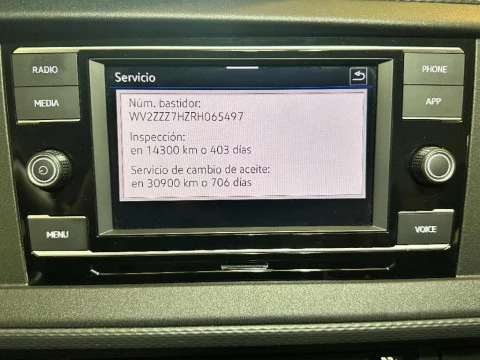 RADIO
MEDIA
MENU
Servicio
Núm. bastidor:
WV2ZZZ7HZRH065497
Inspección:
en 14300 km o 403 días
Servicio de cambio de aceite:
en 30900 km o 706 días
PHONE
APP
VOICE